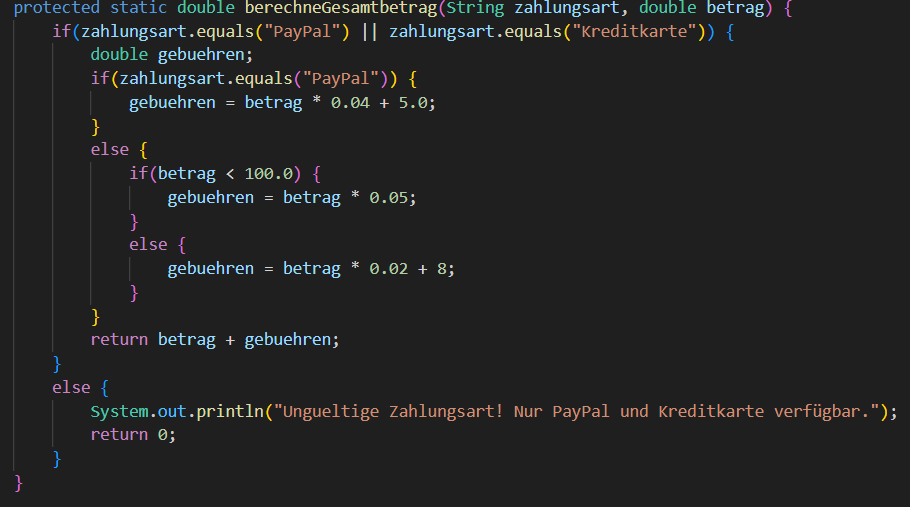 protected static double berechneGesamtbetrag(String zahlungsart, double betrag) {
    if(zahlungsart.equals("PayPal") || zahlungsart.equals("Kreditkarte")) {
        double gebuehren;
        if(zahlungsart.equals("PayPal")) {
            gebuehren = betrag * 0.04 + 5.0;
        }
        else {
            if(betrag < 100.0) {
                gebuehren = betrag * 0.05;
            }
            else {
                gebuehren = betrag * 0.02 + 8;
            }
        }
        return betrag + gebuehren;
    }
    else {
        System.out.println("Ungueltige Zahlungsart! Nur PayPal und Kreditkarte verfügbar.");
        return 0;
    }
}